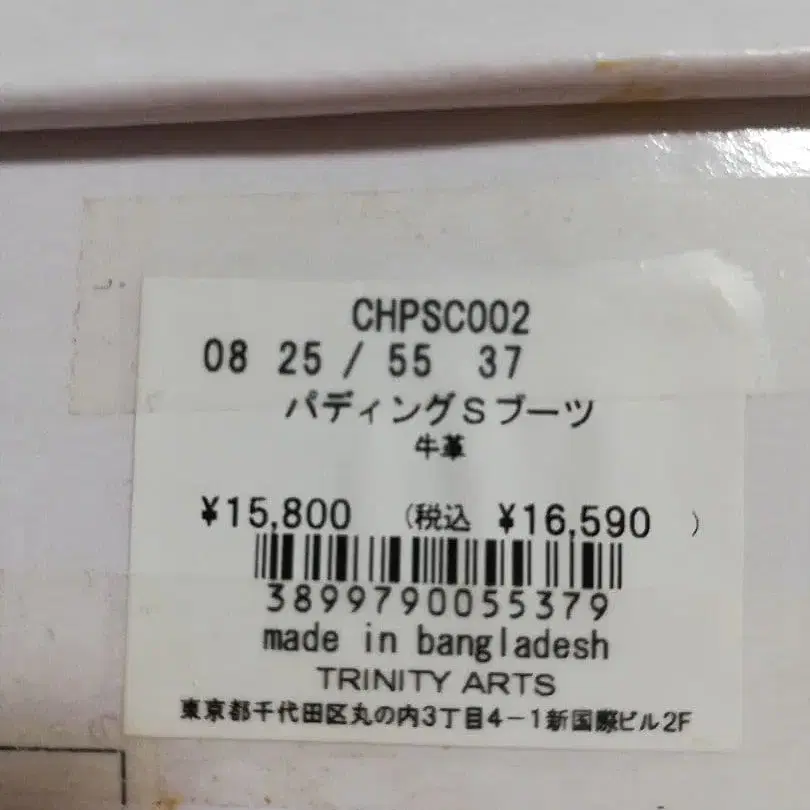 CHPSC002
08 25 / 55 37
パディングSブーツ
牛革
¥15,800 (税込 ¥16,590 )
3899790055379
made in bangladesh
TRINITY ARTS
東京都千代田区丸の内3丁目4-1新国際ビル2F